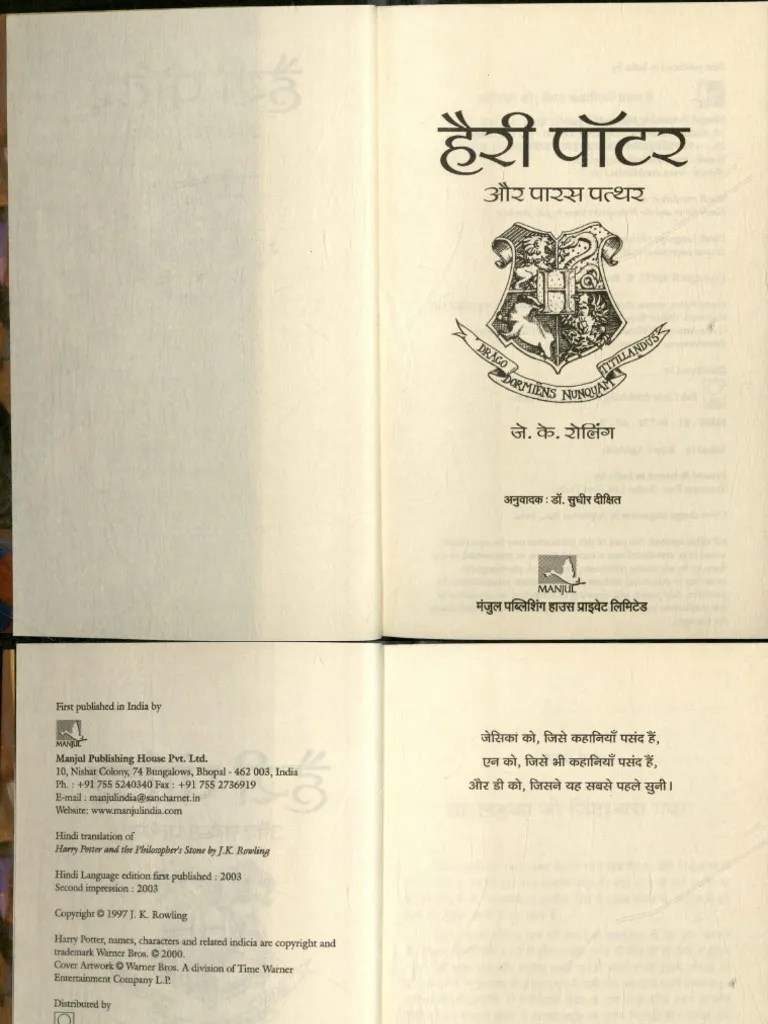 हैरी पॉटर
और पारस पत्थर
H
DRACO DORMIENS NUNQUAM TITILLANDUS
जे. के. रोलिंग
अनुवादक : डॉ. सुधीर दीक्षित
MANJUL
मंजुल पब्लिशिंग हाउस प्राइवेट लिमिटेड
First published in India by
MANJUL
Manjul Publishing House Pvt. Ltd.
10, Nishat Colony, 74 Bungalows, Bhopal - 462 003, India
Ph. : +91 755 5240340 Fax : +91 755 2736919
E-mail : manjulindia@sancharnet.in
Website: www.manjulindia.com
Hindi translation of
Harry Potter and the Philosopher's Stone by J.K. Rowling
Hindi Language edition first published : 2003
Second impression : 2003
Copyright © 1997 J. K. Rowling
Harry Potter, names, characters and related indicia are copyright and
trademark Warner Bros. © 2000.
Cover Artwork © Warner Bros. A division of Time Warner
Entertainment Company L.P.
Distributed by
जेसिका को, जिसे कहानियाँ पसंद हैं,
एन को, जिसे भी कहानियाँ पसंद हैं,
और डी को, जिसने यह सबसे पहले सुनी।